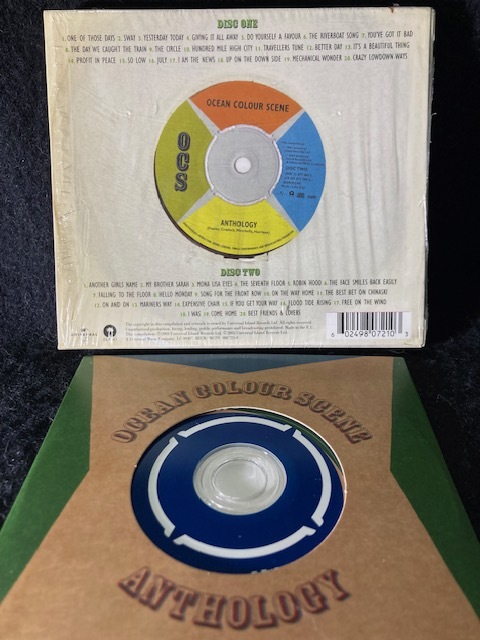 DISC ONE
1. ONE OF THOSE DAYS 2. SWAY 3. YESTERDAY TODAY 4. GIVING IT ALL AWAY 5. DO YOURSELF A FAVOUR 6. THE RIVERBOAT SONG 7. YOU'VE GOT IT BAD
8. THE DAY WE CAUGHT THE TRAIN 9. THE CIRCLE 10. HUNDRED MILE HIGH CITY 11. TRAVELLERS TUNE 12. BETTER DAY 13. IT'S A BEAUTIFUL THING
14. PROFIT IN PEACE 15. SO LOW 16. JULY 17. I AM THE NEWS 18. UP ON THE DOWN SIDE 19. MECHANICAL WONDER 20. CRAZY LOWDOWN WAYS
OCEAN COLOUR SCENE
OCS
DISC TWO
ANTHOLOGY
DISC TWO
1. ANOTHER GIRLS NAME 2. MY BROTHER SARAH 3. MONA LISA EYES 4. THE SEVENTH FLOOR 5. ROBIN HOOD 6. THE FACE SMILES BACK EASILY
7. FALLING TO THE FLOOR 8. HELLO MONDAY 9. SONG FOR THE FRONT ROW 10. ON THE WAY HOME 11. THE BEST BET ON CHINASKI
12. ON AND ON 13. MARINERS WAY 14. EXPENSIVE CHAIR 15. IF YOU GET YOUR WAY 16. FLOOD TIDE RISING 17. FREE ON THE WIND
18. I WAS 19. COME HOME 20. BEST FRIENDS & LOVERS
6 02498 07210 3
OCEAN COLOUR SCENE
ANTHOLOGY